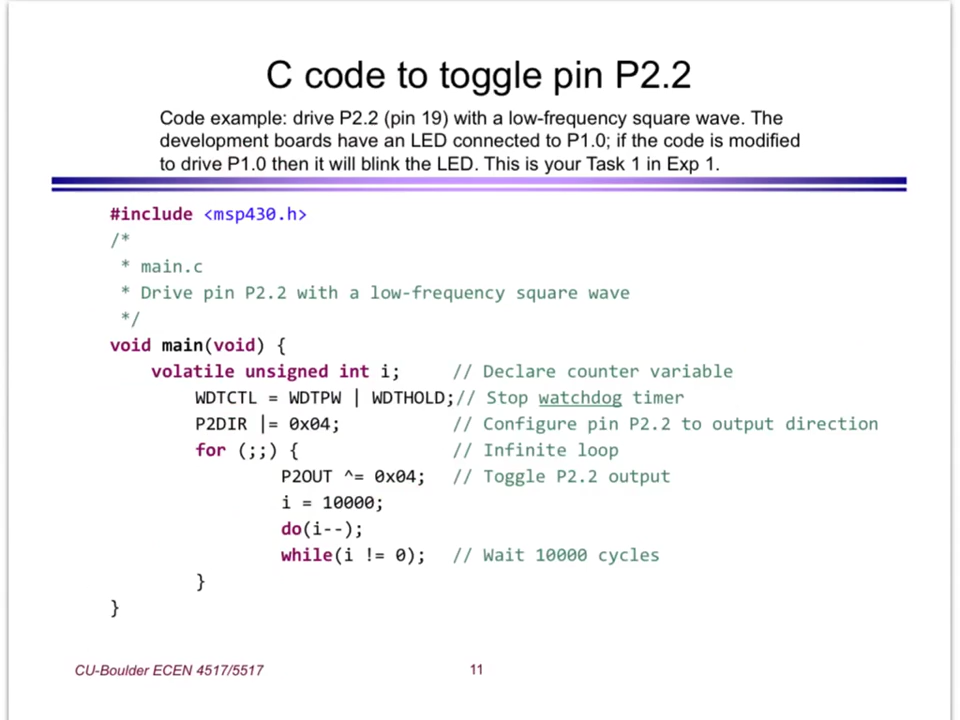 C code to toggle pin P2.2
Code example: drive P2.2 (pin 19) with a low-frequency square wave. The
development boards have an LED connected to P1.0; if the code is modified
to drive P1.0 then it will blink the LED. This is your Task 1 in Exp 1.
#include <msp430.h>
/*
 * main.c
 * Drive pin P2.2 with a low-frequency square wave
 */
void main(void) {
    volatile unsigned int i;     // Declare counter variable
        WDTCTL = WDTPW | WDTHOLD;// Stop watchdog timer
        P2DIR |= 0x04;           // Configure pin P2.2 to output direction
        for (;;) {               // Infinite loop
                P2OUT ^= 0x04;   // Toggle P2.2 output
                i = 10000;
                do(i--);
                while(i != 0);   // Wait 10000 cycles
        }
}
CU-Boulder ECEN 4517/5517
11